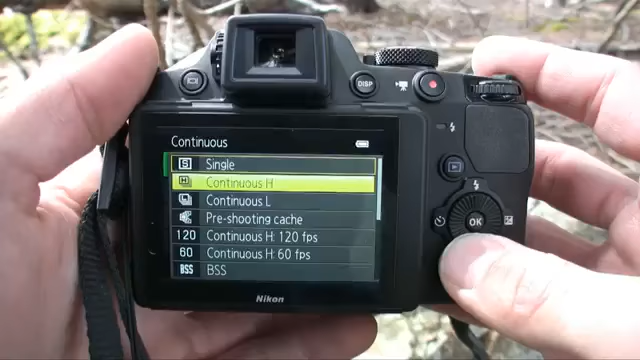 DISP
Continuous
S Single
H Continuous H
L Continuous L
Pre-shooting cache
120 Continuous H: 120 fps
60 Continuous H: 60 fps
BSS BSS
OK
Nikon